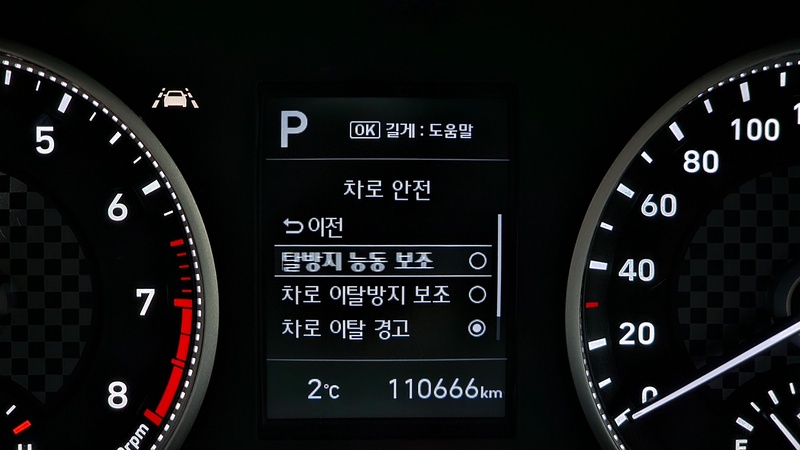 P
OK 길게 : 도움말
차로 안전
이전
탈방지 능동 보조
차로 이탈방지 보조
차로 이탈 경고
2℃ 110666km
5
6
7
8
rpm
100
80
60
40
20
0
E